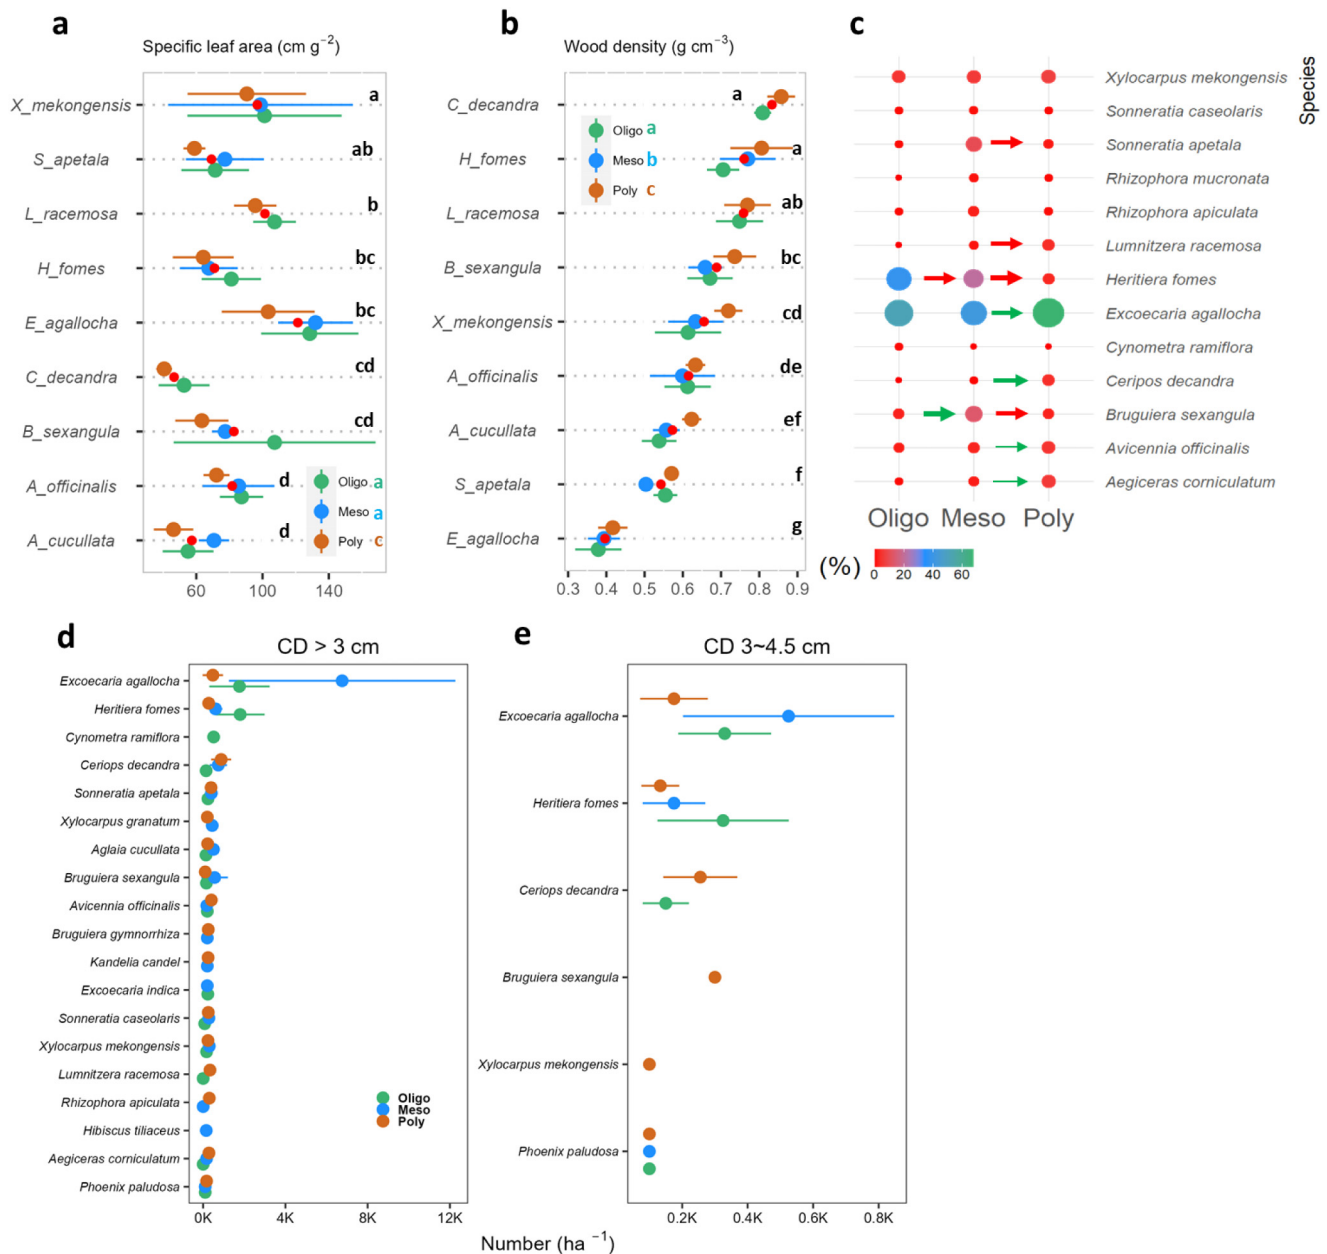 a
Specific leaf area (cm g⁻²)
X_mekongensis
a
S_apetala
ab
L_racemosa
b
H_fomes
bc
E_agallocha
bc
C_decandra
cd
B_sexangula
cd
A_officinalis
d
A_cucullata
d
Oligo a
Meso a
Poly c
60 100 140
b
Wood density (g cm⁻³)
C_decandra
a
H_fomes
a
L_racemosa
ab
B_sexangula
bc
X_mekongensis
cd
A_officinalis
de
A_cucullata
ef
S_apetala
f
E_agallocha
g
Oligo a
Meso b
Poly c
0.3 0.4 0.5 0.6 0.7 0.8 0.9
c
Species
Xylocarpus mekongensis
Sonneratia caseolaris
Sonneratia apetala
Rhizophora mucronata
Rhizophora apiculata
Lumnitzera racemosa
Heritiera fomes
Excoecaria agallocha
Cynometra ramiflora
Ceripos decandra
Bruguiera sexangula
Avicennia officinalis
Aegiceras corniculatum
Oligo Meso Poly
(%)
0 20 40 60
d
CD > 3 cm
Excoecaria agallocha
Heritiera fomes
Cynometra ramiflora
Ceriops decandra
Sonneratia apetala
Xylocarpus granatum
Aglaia cucullata
Bruguiera sexangula
Avicennia officinalis
Bruguiera gymnorrhiza
Kandelia candel
Excoecaria indica
Sonneratia caseolaris
Xylocarpus mekongensis
Lumnitzera racemosa
Rhizophora apiculata
Hibiscus tiliaceus
Aegiceras corniculatum
Phoenix paludosa
Oligo
Meso
Poly
0K 4K 8K 12K
e
CD 3~4.5 cm
Excoecaria agallocha
Heritiera fomes
Ceriops decandra
Bruguiera sexangula
Xylocarpus mekongensis
Phoenix paludosa
0.2K 0.4K 0.6K 0.8K
Number (ha ⁻¹)